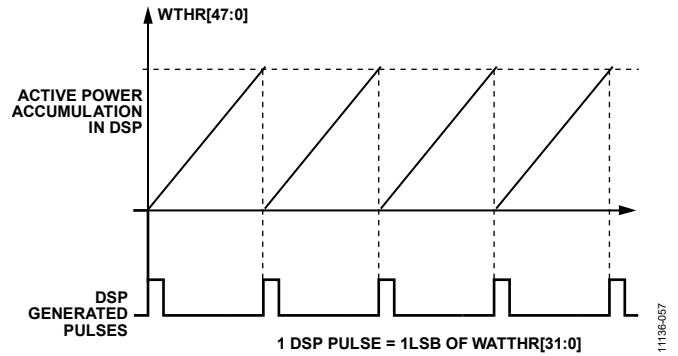 WTHR[47:0]
ACTIVE POWER
ACCUMULATION
IN DSP
DSP
GENERATED
PULSES
1 DSP PULSE = 1LSB OF WATTHR[31:0]
11136-057